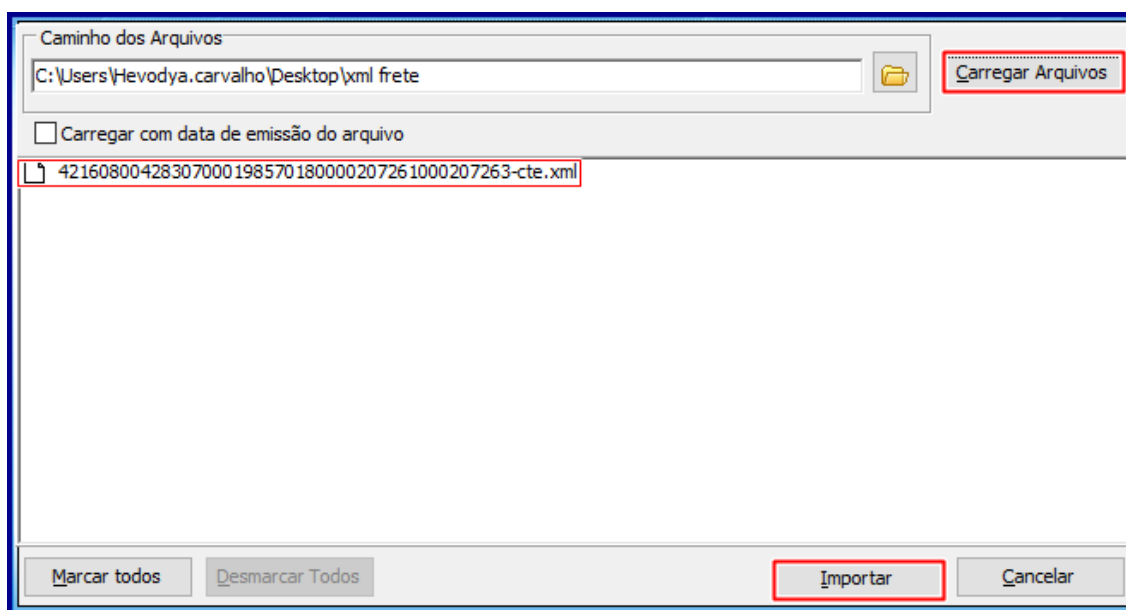 Caminho dos Arquivos
C:\Users\Hevodya.carvalho\Desktop\xml frete
Carregar Arquivos
Carregar com data de emissão do arquivo
42160800428307000198570180000207261000207263-cte.xml
Marcar todos
Desmarcar Todos
Importar
Cancelar